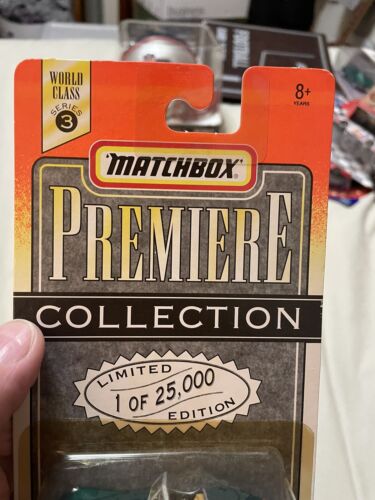 WORLD
CLASS
SERIES
3
8+
YEARS
"MATCHBOX"
PREMIERE
COLLECTION
LIMITED
1 OF 25,000
EDITION